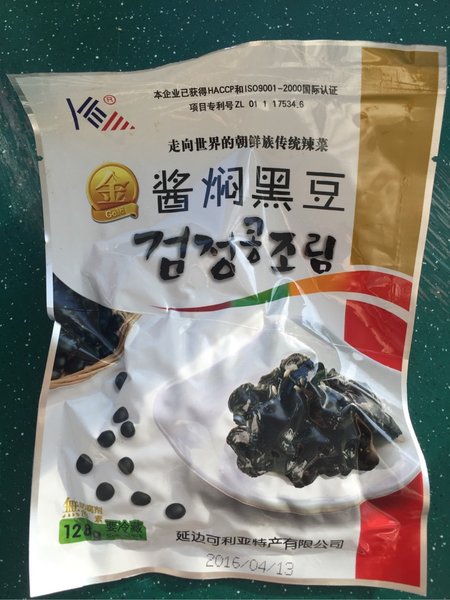 本企业已获得HACCP和ISO9001-2000国际认证
项目专利号ZL 01 1 17534.6
®
走向世界的朝鲜族传统辣菜
金
Gold
酱焖黑豆
검정콩조림
要冷藏
延边可利亚特产有限公司
2016/04/13